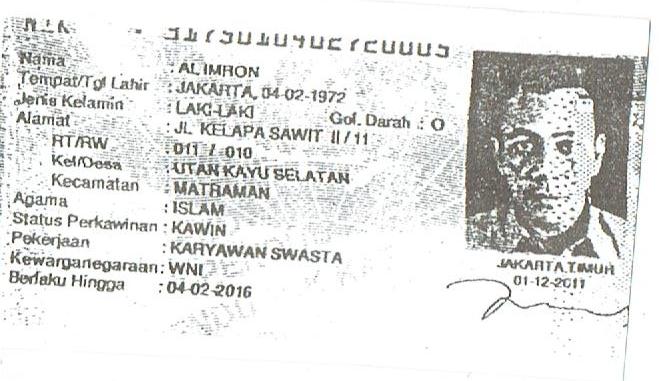 NIK :
Nama : AL IMRON
Tempat/Tgl Lahir : JAKARTA, 04-02-1972
Jenis Kelamin : LAKI-LAKI Gol. Darah : O
Alamat : JL. KELAPA SAWIT II / 11
RT/RW : 011 / 010
Kel/Desa : UTAN KAYU SELATAN
Kecamatan : MATRAMAN
Agama : ISLAM
Status Perkawinan : KAWIN
Pekerjaan : KARYAWAN SWASTA
Kewarganegaraan : WNI
Berlaku Hingga : 04-02-2016
JAKARTA TIMUR
01-12-2011